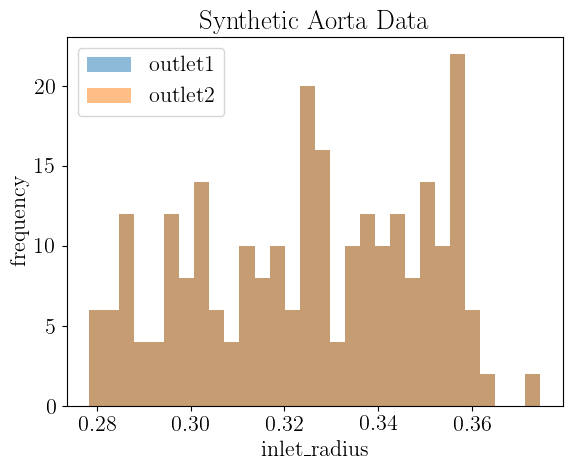 Synthetic Aorta Data
outlet1
outlet2
frequency
20
15
10
5
0
0.28 0.30 0.32 0.34 0.36
inlet_radius